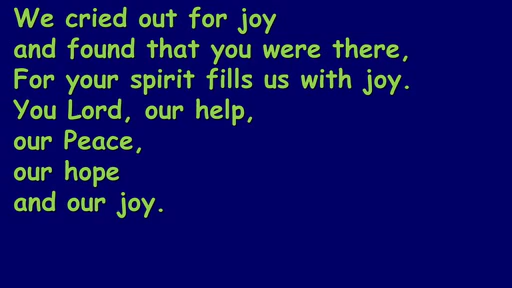 We cried out for joy
and found that you were there,
For your spirit fills us with joy.
You Lord, our help,
our Peace,
our hope
and our joy.